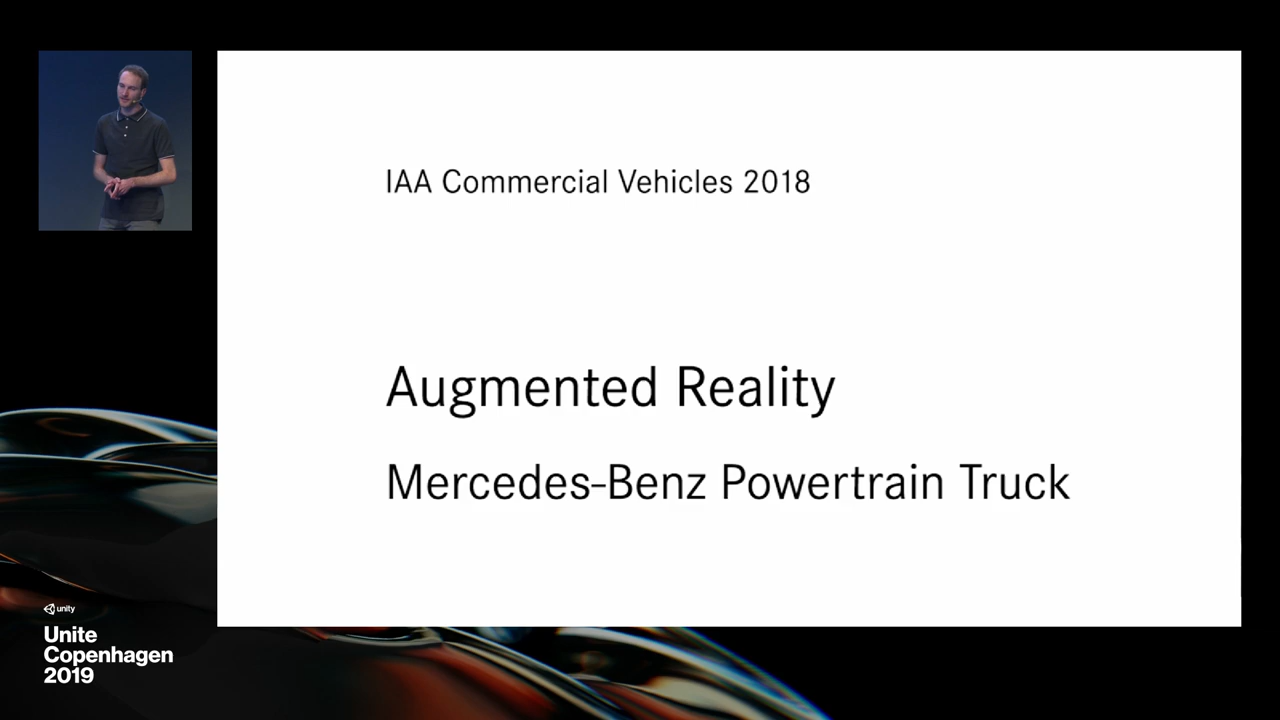 IAA Commercial Vehicles 2018
Augmented Reality
Mercedes-Benz Powertrain Truck
unity
Unite
Copenhagen
2019